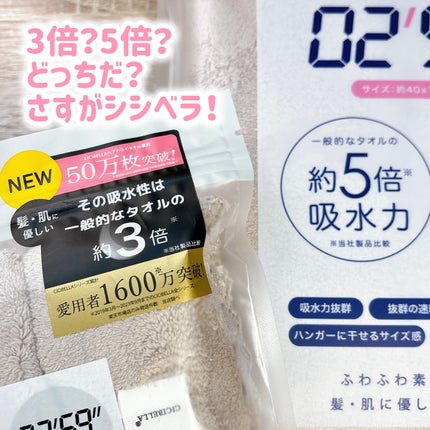 3倍?5倍?
どっちだ?
さすがシシベラ!
NEW
髪・肌に
優しい
50万枚突破!
その吸水性は
一般的なタオルの
約3倍※
※当社製品比較
愛用者1600※万突破!
CICIBELLA
サイズ:約40×
一般的なタオルの
約5倍※
吸水力
※当社製品比較
吸水力抜群
抜群の速
ハンガーに干せるサイズ感
ふわふわ素
髪・肌に優し